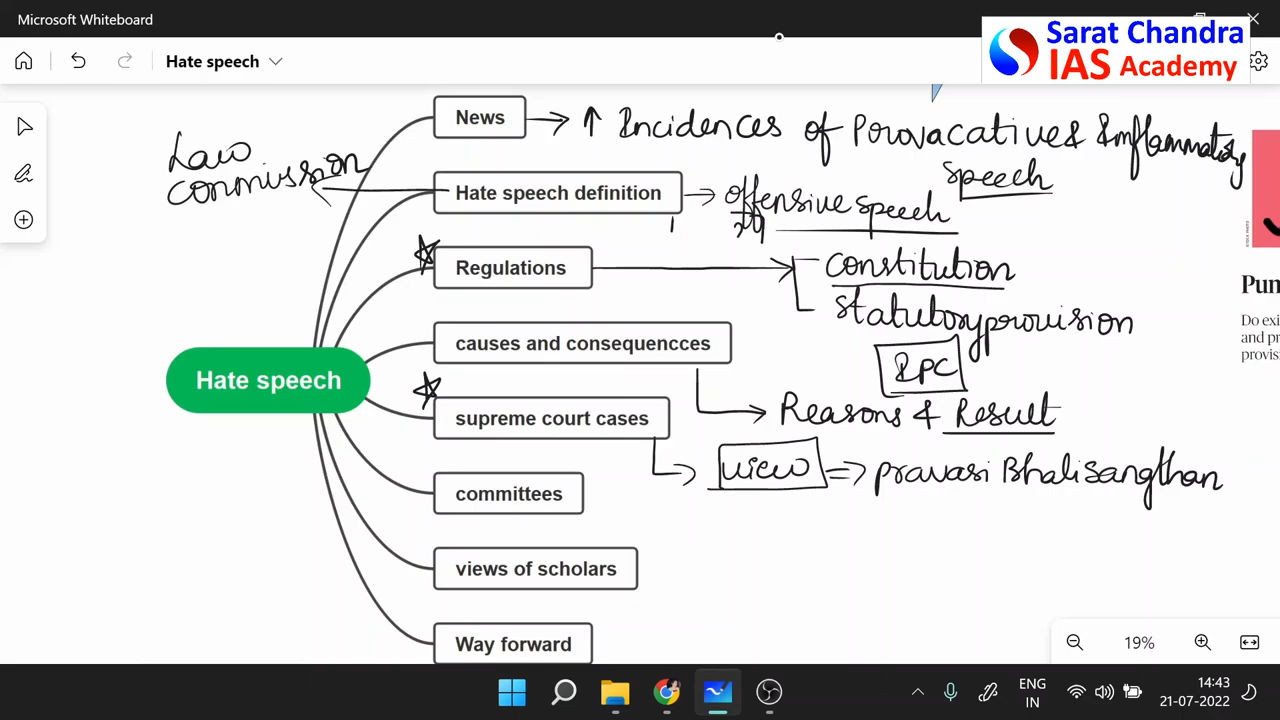 Microsoft Whiteboard
Sarat Chandra
IAS Academy
Hate speech
News
↑ Incidences of Provacative & Inflammatory
speech
Law
commission
Hate speech definition
offensive speech
Regulations
constitution
statutory provision
IPC
causes and consequencces
Reasons & Result
Hate speech
supreme court cases
view => pravasi Bhalisangthan
committees
views of scholars
Way forward
STOCK PHOTO
Pun
Do exi
and pr
provisi
19%
ENG
IN
14:43
21-07-2022